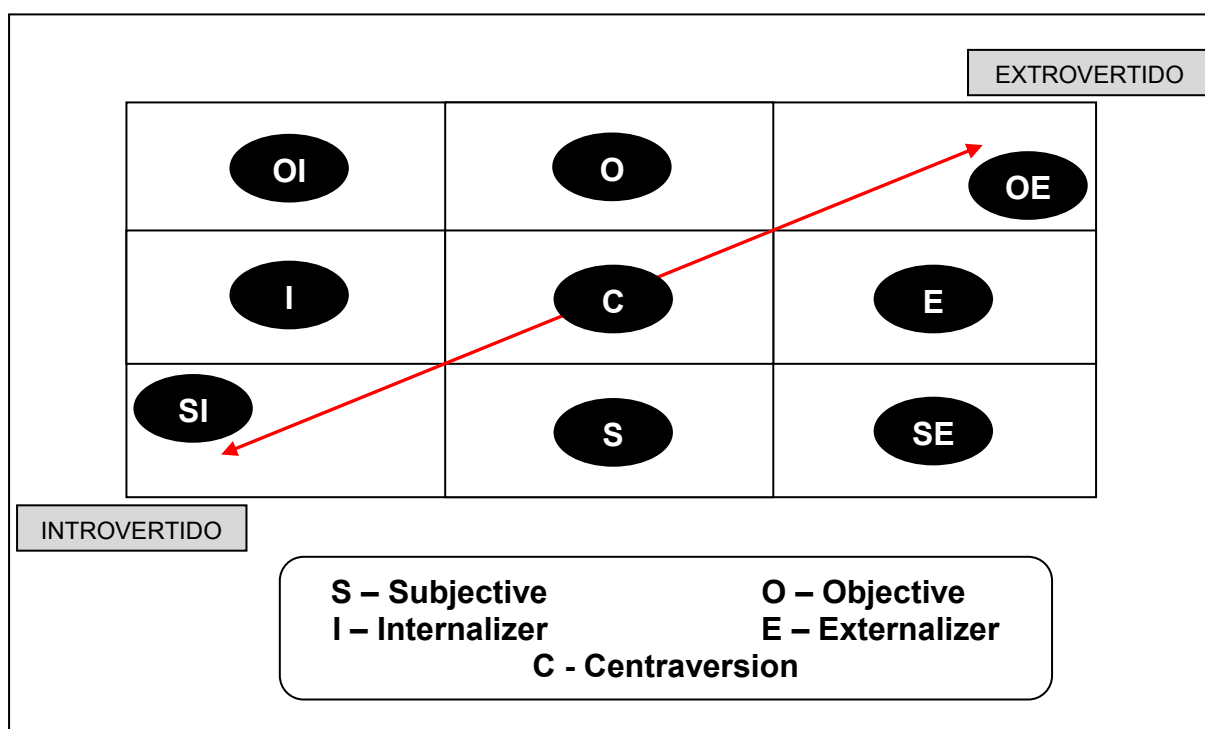 EXTROVERTIDO
OI O OE
I C E
SI S SE
INTROVERTIDO
S – Subjective O – Objective
I – Internalizer E – Externalizer
C - Centraversion